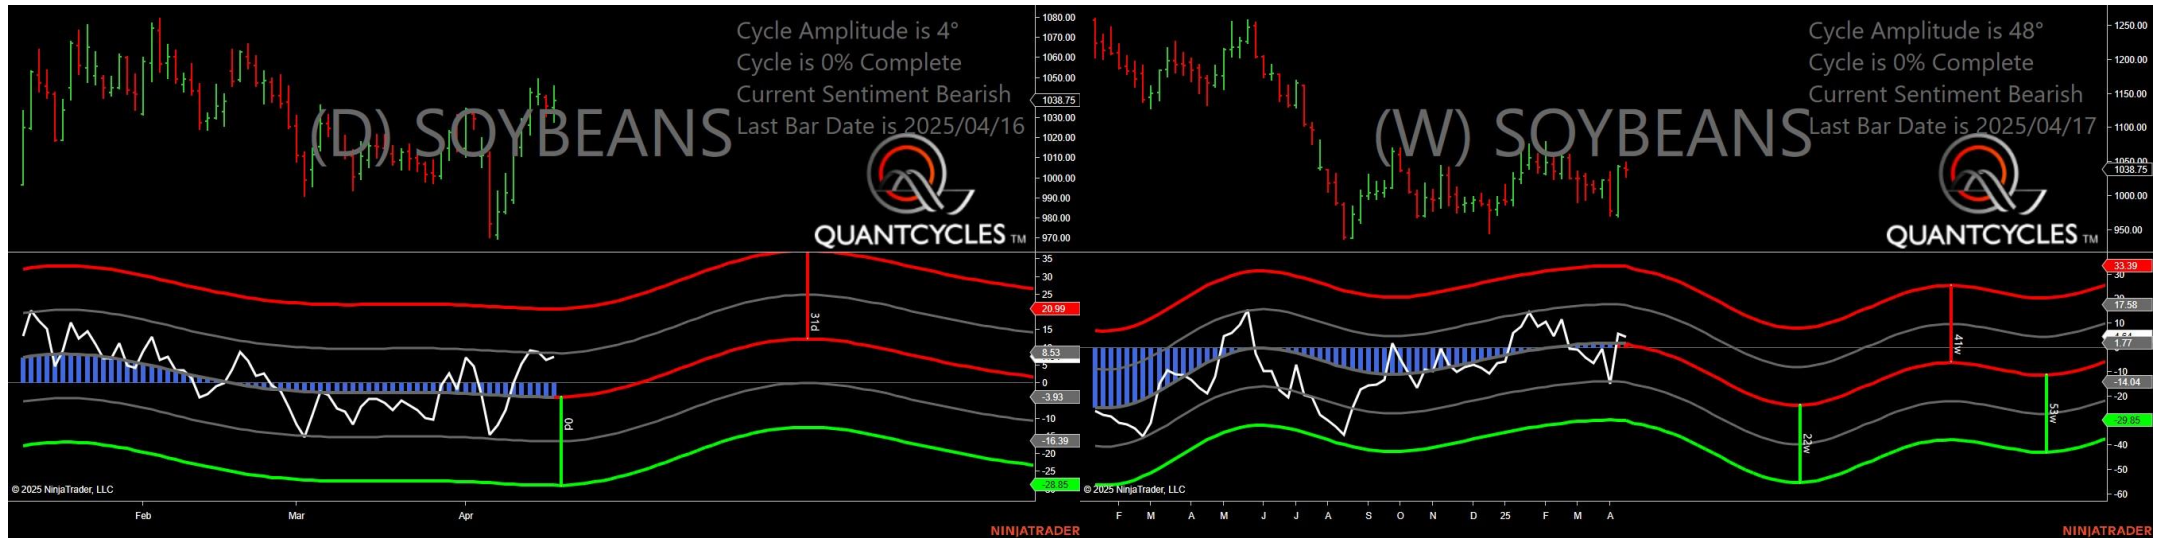 Cycle Amplitude is 4°
Cycle is 0% Complete
Current Sentiment Bearish
Last Bar Date is 2025/04/16
(D) SOYBEANS
QUANTCYCLES TM
1080.00
1070.00
1060.00
1050.00
1038.75
1030.00
1020.00
1010.00
1000.00
990.00
980.00
970.00
35
30
25
20.99
15
8.53
5
0
-3.93
-10
-16.39
-20
-25
-28.85
31d
0d
© 2025 NinjaTrader, LLC
Feb Mar Apr
NINJATRADER
Cycle Amplitude is 48°
Cycle is 0% Complete
Current Sentiment Bearish
Last Bar Date is 2025/04/17
(W) SOYBEANS
QUANTCYCLES TM
1250.00
1200.00
1150.00
1100.00
1050.00
1038.75
1000.00
950.00
33.39
30
17.58
10
1.77
-10
-14.04
-20
-29.85
-40
-50
-60
41w
22w
53w
© 2025 NinjaTrader, LLC
F M A M J J A S O N D 25 F M A
NINJATRADER